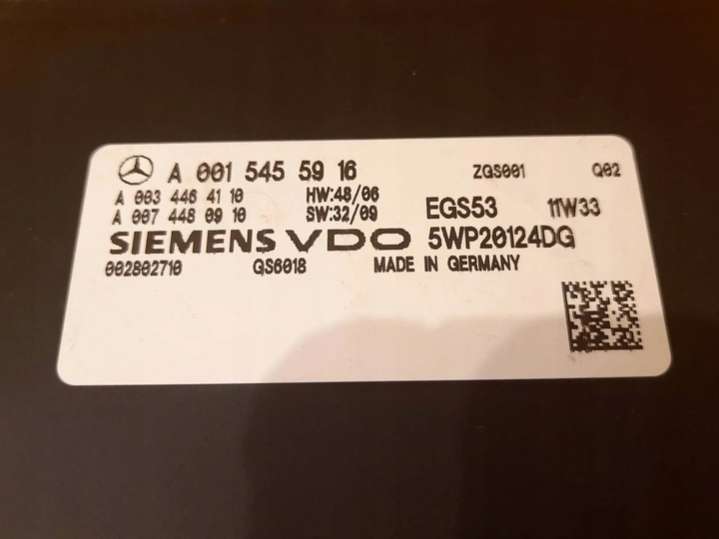 A 001 545 59 16 ZGS001 Q02
A 003 446 41 10 HW:48/06
A 007 448 09 10 SW:32/09 EGS53 11W33
SIEMENS VDO 5WP20124DG
002802710 GS6018 MADE IN GERMANY